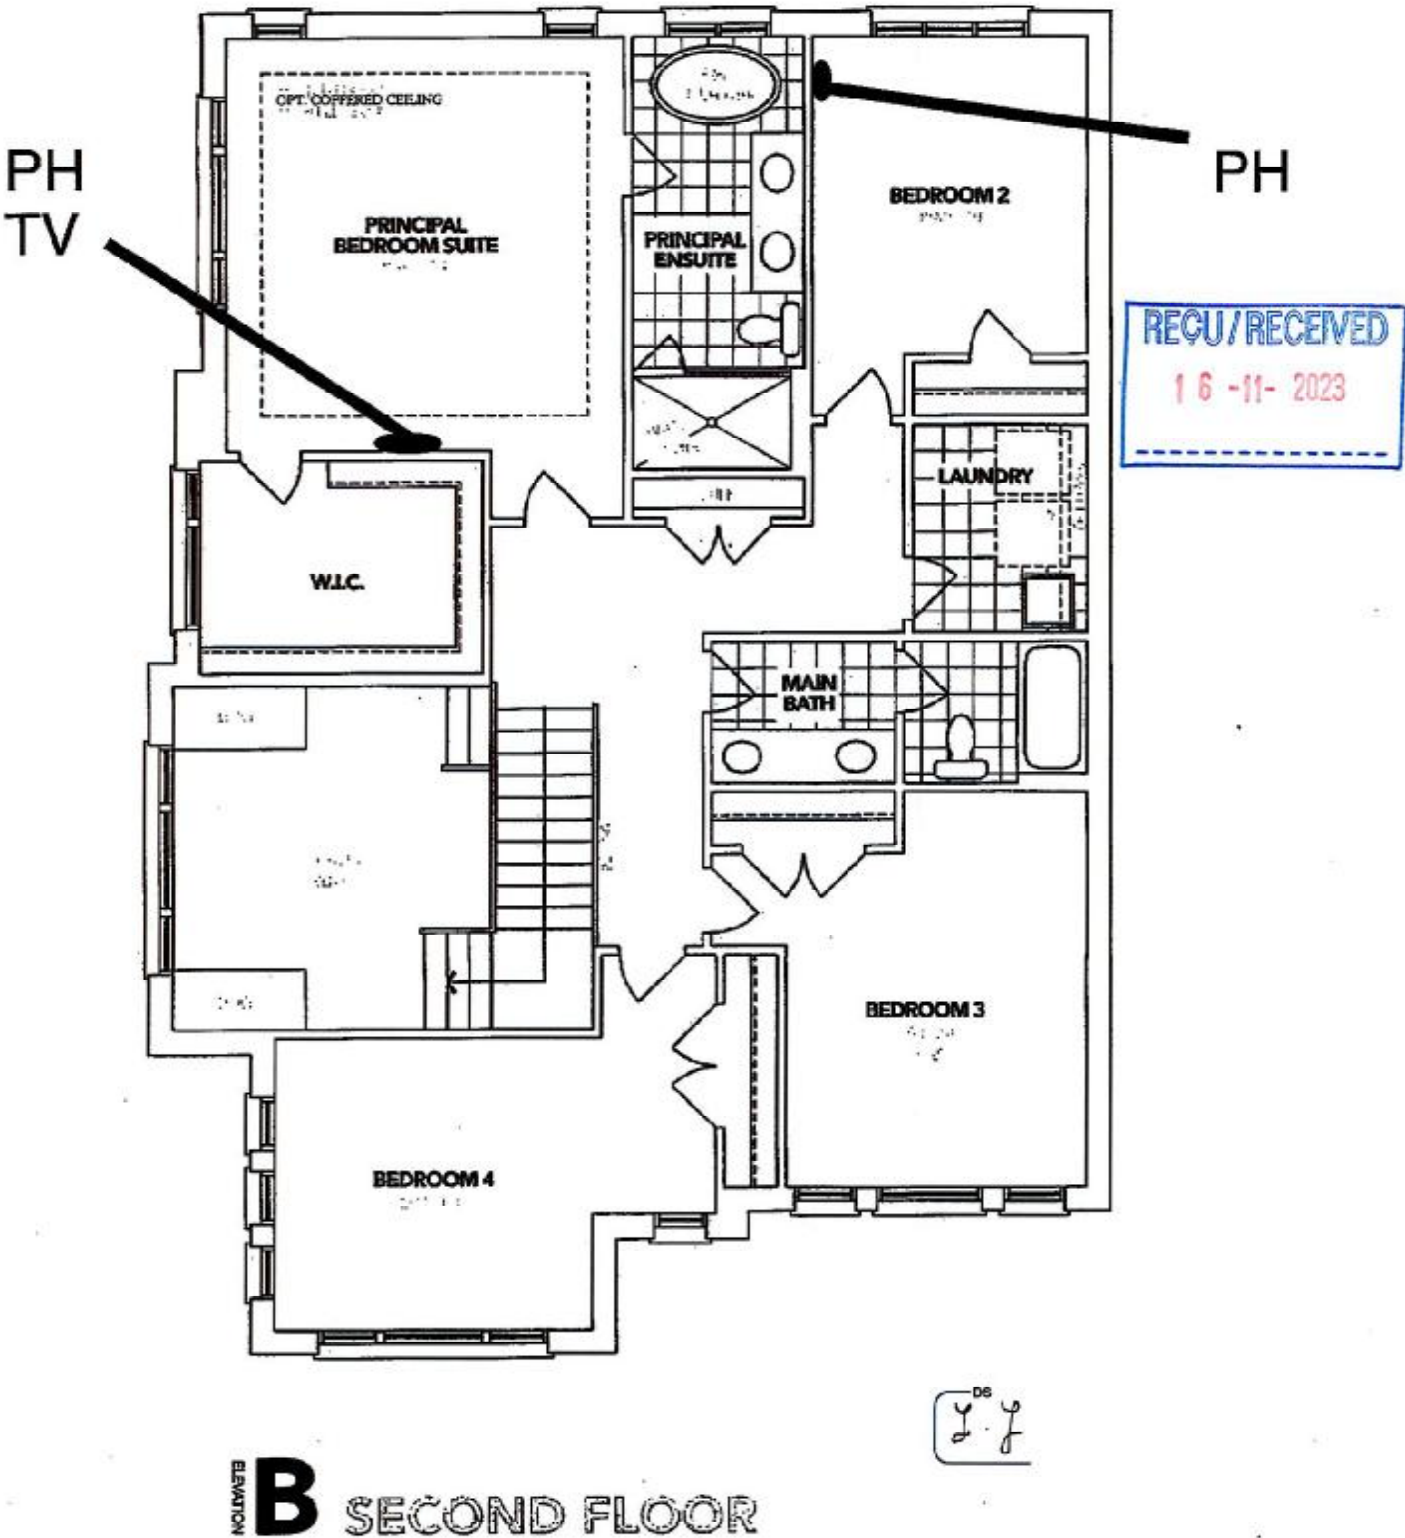 OPT. COFFERED CEILING
PH
TV
PRINCIPAL
BEDROOM SUITE
PRINCIPAL
ENSUITE
BEDROOM 2
PH
REÇU/RECEIVED
16 -11- 2023
LAUNDRY
W.I.C.
MAIN
BATH
BEDROOM 3
BEDROOM 4
DS
ELEVATION
B SECOND FLOOR